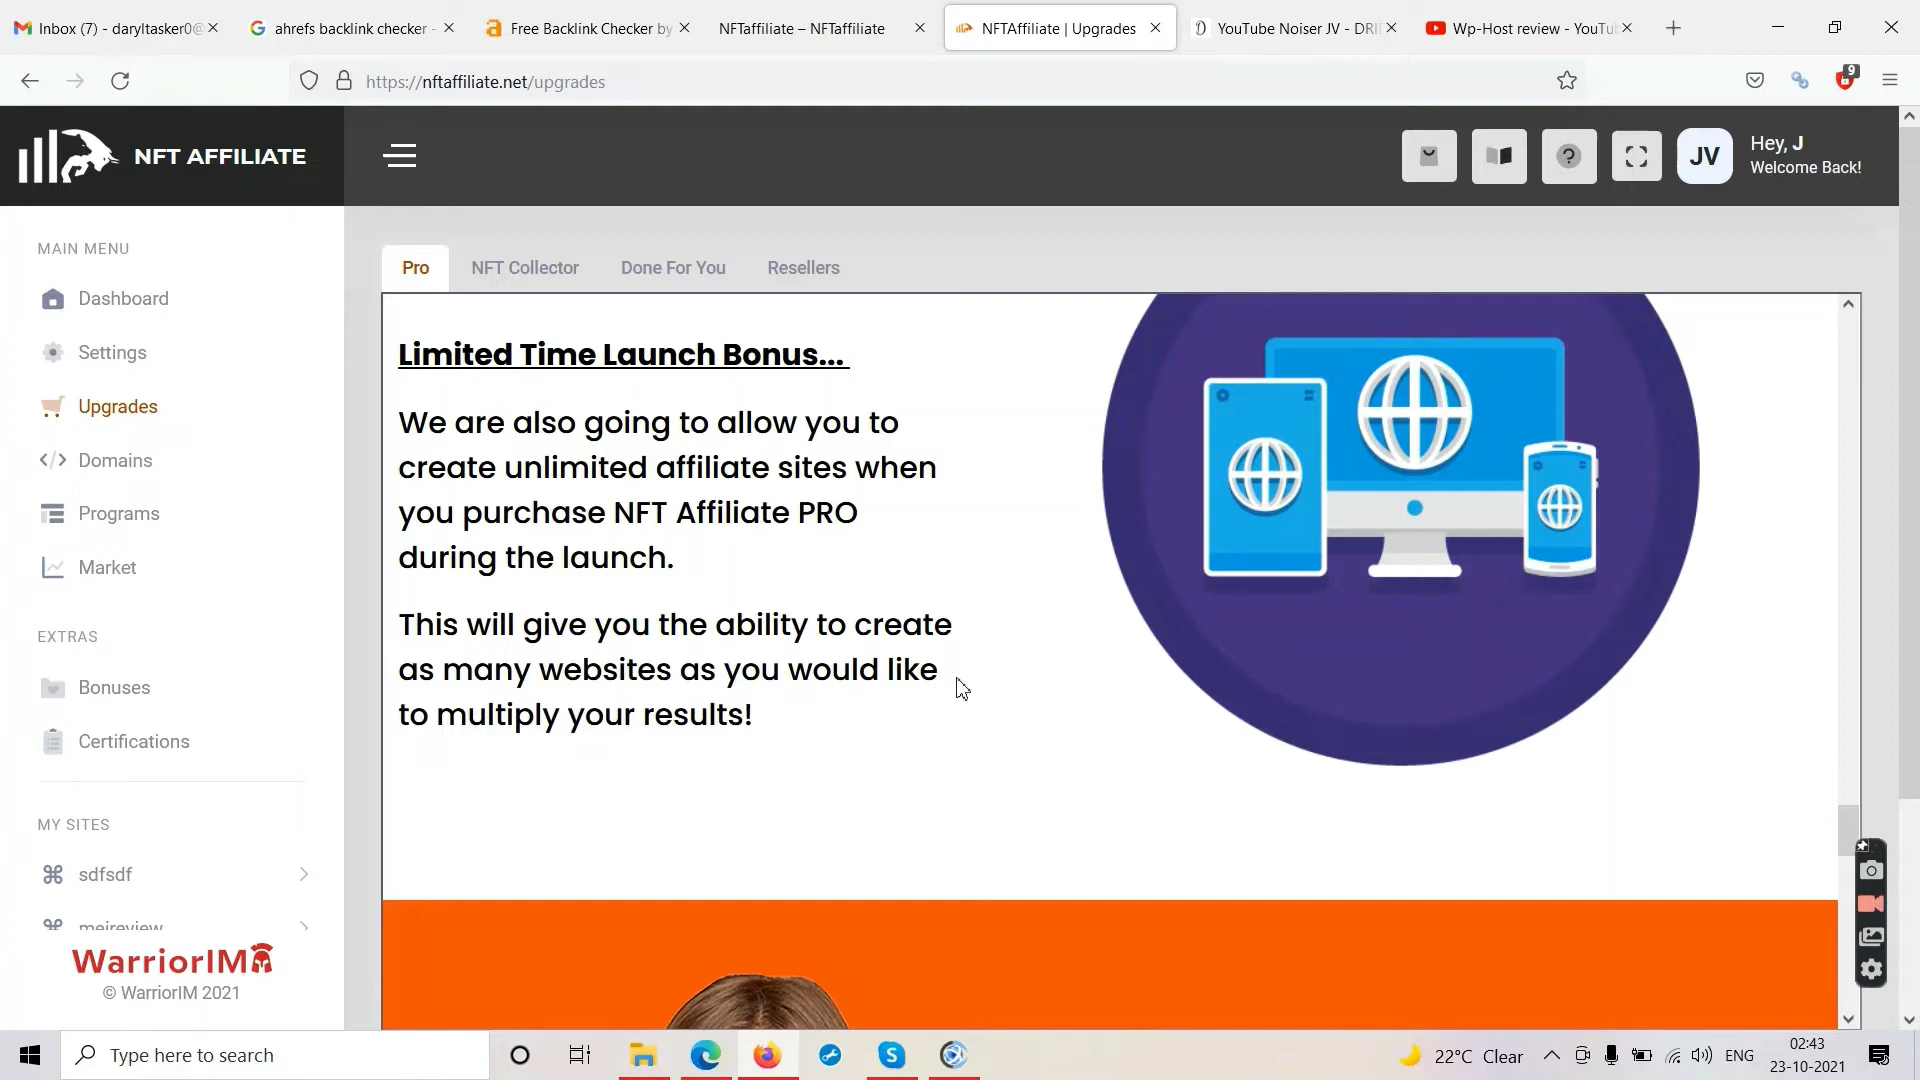 Inbox (7) - daryltasker0@
ahrefs backlink checker -
Free Backlink Checker by
NFTaffiliate – NFTaffiliate
NFTAffiliate | Upgrades
YouTube Noiser JV - DRI
Wp-Host review - YouTu
https://nftaffiliate.net/upgrades
9
NFT AFFILIATE
JV
Hey, J
Welcome Back!
MAIN MENU
Dashboard
Settings
Upgrades
Domains
Programs
Market
EXTRAS
Bonuses
Certifications
MY SITES
sdfsdf
meireview
WarriorIM
© WarriorIM 2021
Pro
NFT Collector
Done For You
Resellers
Limited Time Launch Bonus...
We are also going to allow you to
create unlimited affiliate sites when
you purchase NFT Affiliate PRO
during the launch.
This will give you the ability to create
as many websites as you would like
to multiply your results!
Type here to search
22°C Clear
ENG
02:43
23-10-2021